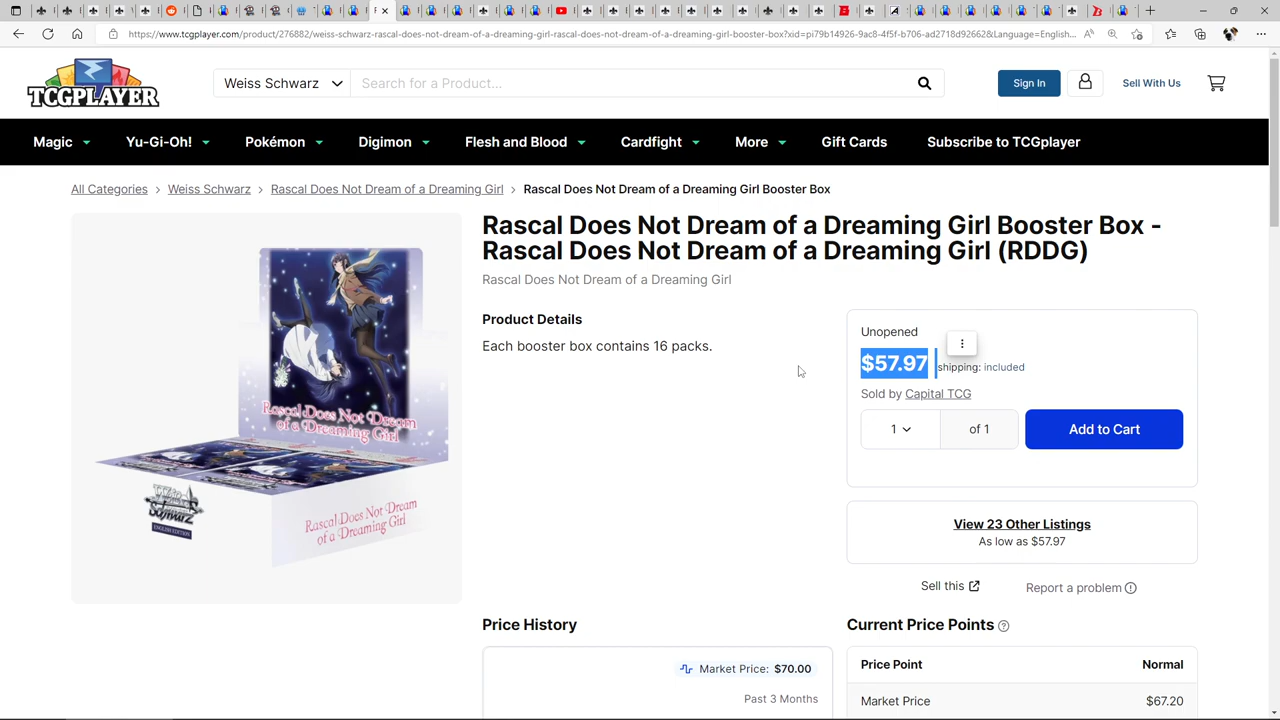 https://www.tcgplayer.com/product/276882/weiss-schwarz-rascal-does-not-dream-of-a-dreaming-girl-rascal-does-not-dream-of-a-dreaming-girl-booster-box?xid=pi79b14926-9ac8-4f5f-b706-ad2718d92662&Language=English...
TCGPLAYER
Weiss Schwarz
Search for a Product...
Sign In
Sell With Us
Magic
Yu-Gi-Oh!
Pokémon
Digimon
Flesh and Blood
Cardfight
More
Gift Cards
Subscribe to TCGplayer
All Categories > Weiss Schwarz > Rascal Does Not Dream of a Dreaming Girl > Rascal Does Not Dream of a Dreaming Girl Booster Box
Rascal Does Not Dream
of a Dreaming Girl
Weiß Schwarz
ENGLISH EDITION
Rascal Does Not Dream
of a Dreaming Girl
Rascal Does Not Dream of a Dreaming Girl Booster Box -
Rascal Does Not Dream of a Dreaming Girl (RDDG)
Rascal Does Not Dream of a Dreaming Girl
Product Details
Each booster box contains 16 packs.
Unopened
$57.97 shipping: included
Sold by Capital TCG
1 of 1
Add to Cart
View 23 Other Listings
As low as $57.97
Sell this
Report a problem
Price History
Market Price: $70.00
Past 3 Months
Current Price Points
Price Point Normal
Market Price $67.20